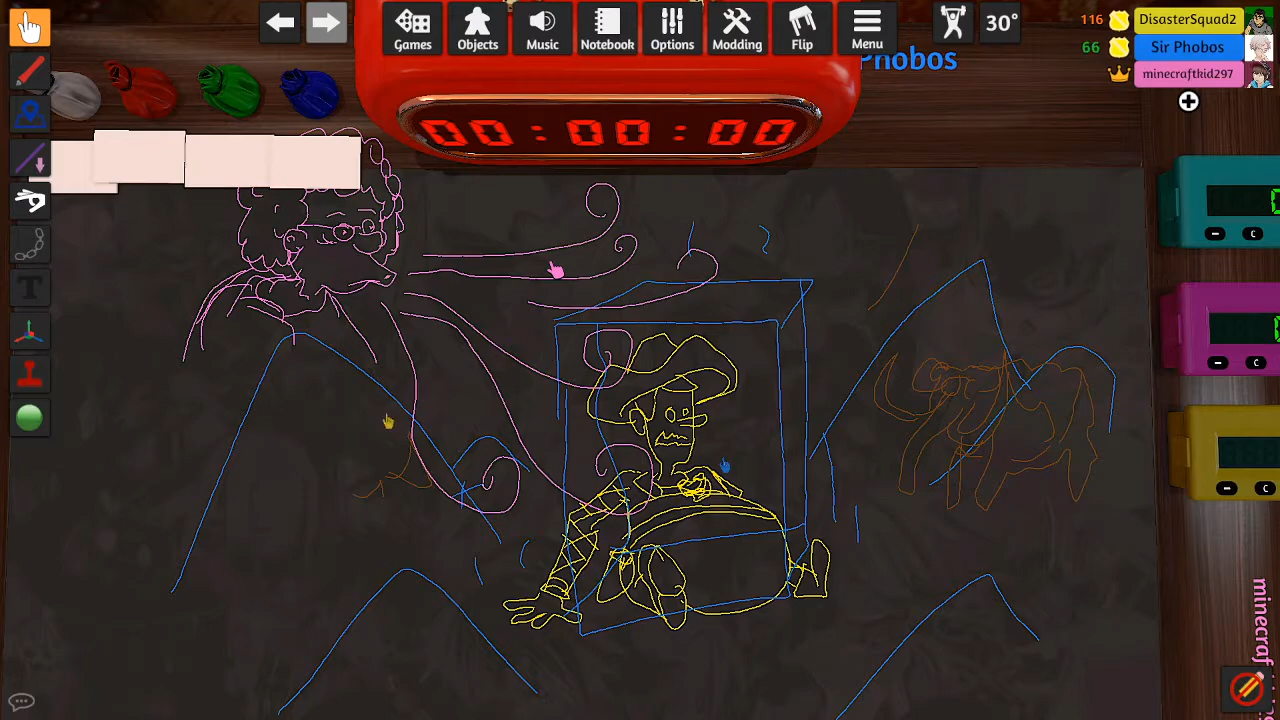 Games
Objects
Music
Notebook
Options
Modding
Flip
Menu
30°
116
DisasterSquad2
66
Sir Phobos
minecraftkid297
Phobos
00:00:00
T
- C
- C
- C
minecraf